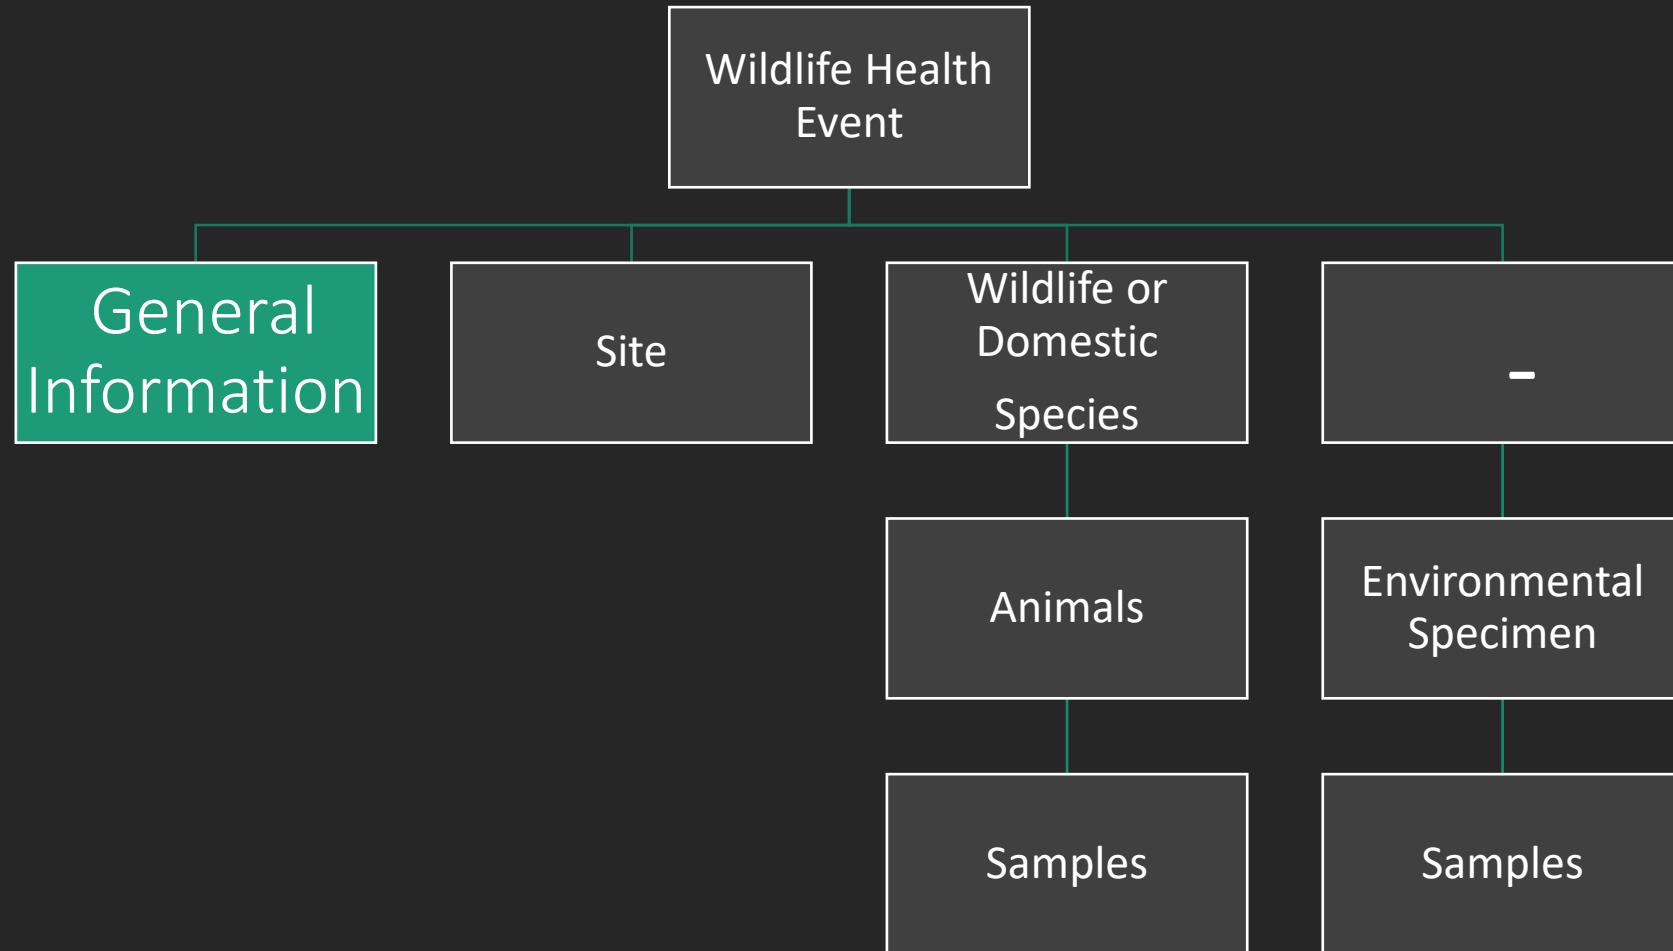 Wildlife Health
Event
General
Information
Site
Wildlife or
Domestic
Species
-
Animals
Environmental
Specimen
Samples
Samples